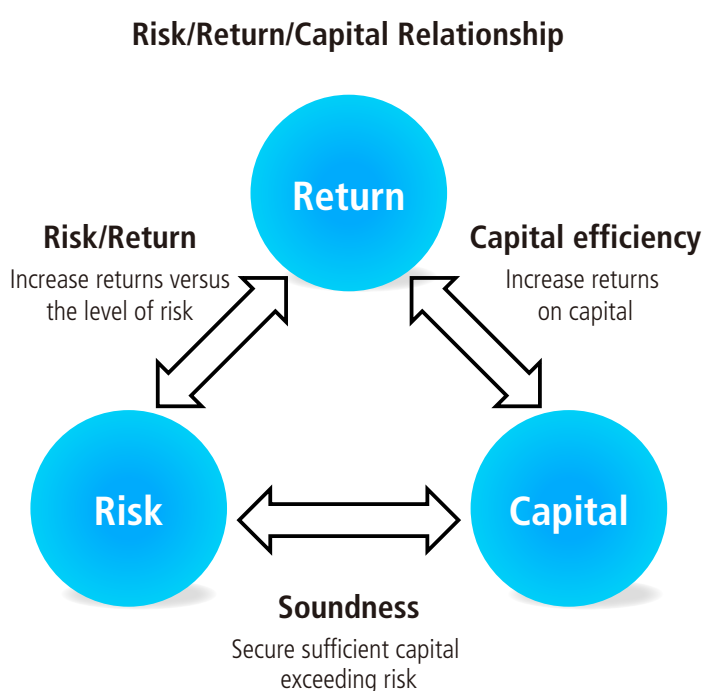 Risk/Return/Capital Relationship
Return
Risk/Return
Increase returns versus
the level of risk
Capital efficiency
Increase returns
on capital
Risk
Capital
Soundness
Secure sufficient capital
exceeding risk